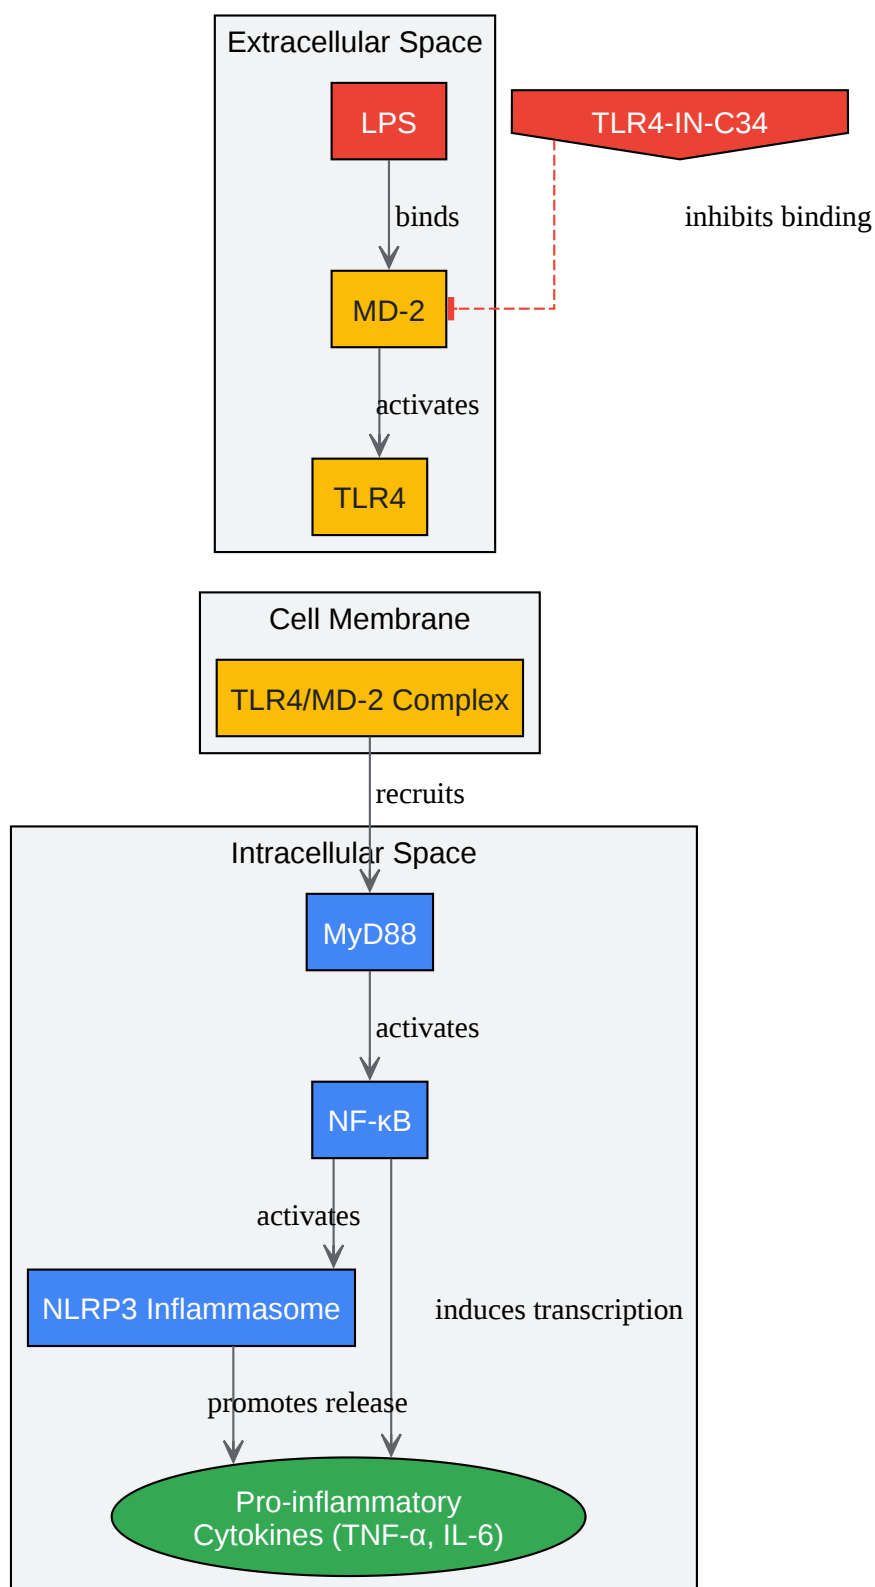 Extracellular Space
LPS
TLR4-IN-C34
binds
inhibits binding
MD-2
activates
TLR4
Cell Membrane
TLR4/MD-2 Complex
recruits
Intracellular Space
MyD88
activates
NF-κB
activates
NLRP3 Inflammasome
induces transcription
promotes release
Pro-inflammatory
Cytokines (TNF-α, IL-6)